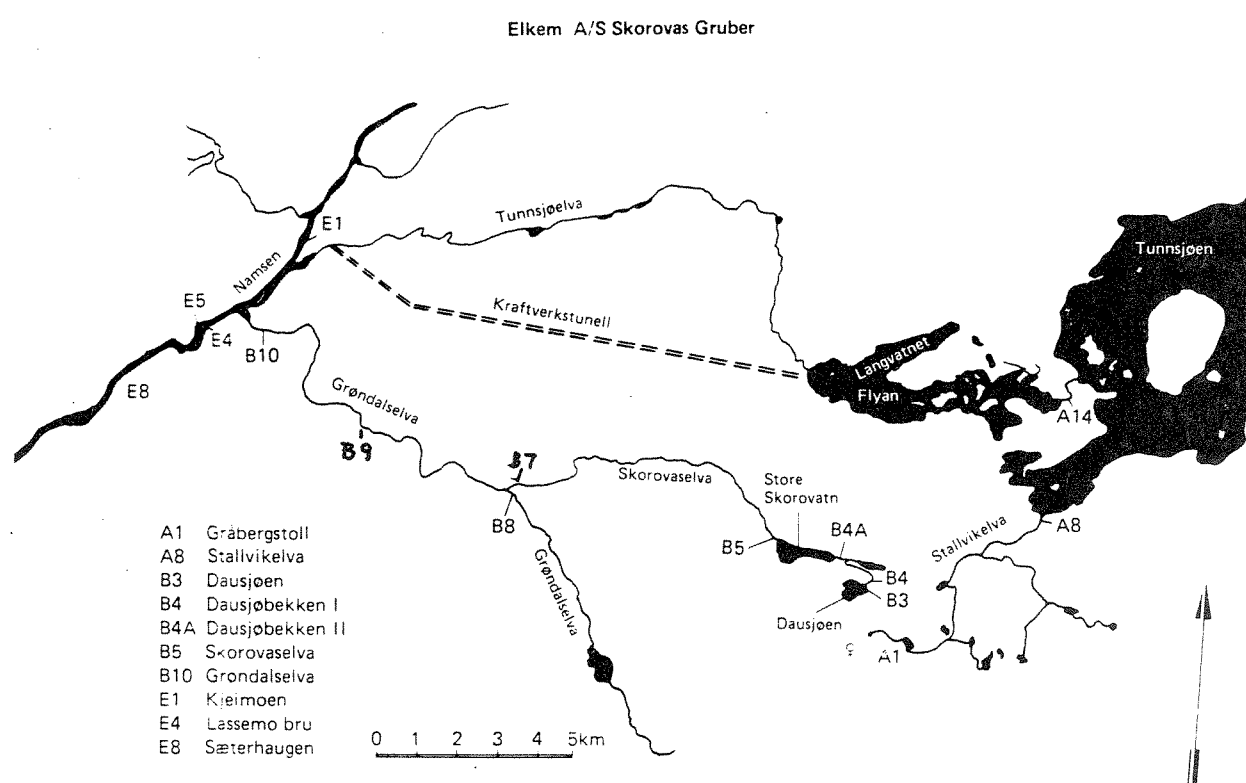 Elkem A/S Skorovas Gruber
Tunnsjøelva
E1
Tunnsjøen
Namsen
E5
Kraftverkstunell
E4
B10
Langvatnet
E8
Grøndalselva
Flyan
A14
B9
B7
Skorovaselva
Store
Skorovatn
B8
B5
B4A
Stallvikelva
A8
B4
B3
Grøndalselva
Dausjøen
A1
A1 Gråbergstoll
A8 Stallvikelva
B3 Dausjøen
B4 Dausjøbekken I
B4A Dausjøbekken II
B5 Skorovaselva
B10 Grondalselva
E1 Kjeimoen
E4 Lassemo bru
E8 Sæterhaugen
0 1 2 3 4 5km